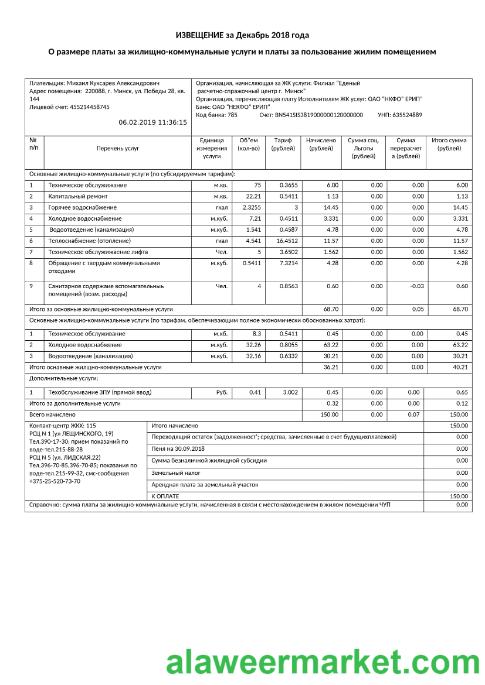 ИЗВЕЩЕНИЕ за Декабрь 2018 года
О размере платы за жилищно-коммунальные услуги и платы за пользование жилим помещением
Плательщик: Михаил Куксарев Александрович
Адрес помещения: 220088, г. Минск, ул. Победы 28, кв. 144
Лицевой счет: 455214458745
06.02.2019 11:36:15
Организация, начисляющая за ЖК услуги: Филиал "Еденый
расчетно-справочный центр г. Минск"
Организация, перечисляющая плату Исполнителям ЖК услуг: ОАО "НКФО" ЕРИП"
Банк: ОАО "НЕКФО" ЕРИП"
Код банка: 785 Счет: BN541SISJ81900000120000000 УНП: 635524889
№ п/п Перечень услуг Единица измерения услуги Об'ем (кол-во) Тариф (рублей) Начислено (рублей) Сумма соц. Льготы (рублей) Сумма перерасчета (рублей) Итого сумма (рублей)
Основные жилищно-коммунальные услуги (по субсидируемым тарифам):
1 Техническое обслуживание м.кв. 75 0.3655 6.00 0.00 0.00 6.00
2 Капитальный ремонт м.кв. 22,21 0.5411 1.13 0.00 0.00 1.13
3 Горячее водоснабжение гкал 2.3255 3 14.45 0.00 0.00 14.45
4 Холодное водоснабжение м.куб. 7,21 0.4511 3.331 0.00 0.00 3.331
5 Водоотведение (канализация) м.куб. 1.541 0.4587 4.78 0.00 0.00 4.78
6 Теплоснабжение (отопление) гкал 4.541 16.4512 11.57 0.00 0.00 11.57
7 Техническое обслуживаение лифта Чел. 5 3.6502 1.562 0.00 0.00 1.562
8 Обращение с твердым коммунальными отходами м.куб. 0.5411 7.3214 4.28 0.00 0.00 4.28
9 Санитарное содержание вспомогательных помещений (возм. расходы) Чел. 4 0.8563 0.60 0.00 -0.03 0.60
Итого за основные жилищно-коммунальные услуги 68.70 0.00 0.05 68.70
Основные жилищно-коммунальные услуги (по тарифам, обеспечивающим полное экономически обоснованных затрат):
1 Техническое обслуживание м.куб. 8.3 0.5411 0.45 0.00 0.00 0.45
2 Холодное водоснабжение м.куб. 32.26 0.8055 63.22 0.00 0.00 63.22
3 Водоотведение (канализация) м.куб. 32,16 0.6332 30.21 0.00 0.00 30.21
Итого основные жилищно-коммунальные услуги 36.21 0.00 0.00 40.21
Дополнительные услуги:
1 Техобслуживание ЗПУ (прямой ввод) Руб. 0.41 3.002 0.45 0.00 0.00 0.65
Итого за дополнительные услуги 0.32 0.00 0.00 0.12
Всего начислено 150.00 0.00 0.07 150.00
Контакт-центр ЖКХ: 115
РСЦ N 1 (ул ЛЕЩИНСКОГО, 19)
Тел.390-17-30, прием показаний по
воде-тел.215-88-28
РСЦ N 5 (ул. ЛИДСКАЯ,22)
Тел.396-70-85,396-70-85; показания по
воде-тел.215-99-32, смс-сообщения
+375-25-520-73-70
Итого начислено 150.00
Переходящий остаток (задолженност'; средства, зачисленные в счет будущеплатежей) 0.00
Пеня на 30.09.2018 0.00
Сумма безналичной жилищной субсидии 0.00
Земельный налог 0.00
Арендная плата за земельный участок 0.00
К ОПЛАТЕ 150.00
Справочно: сумма платы за жилищно-коммунальные услуги, начисленная в связи с местонахождением в жилом помещении ЧУП 0.00
alaweermarket.com